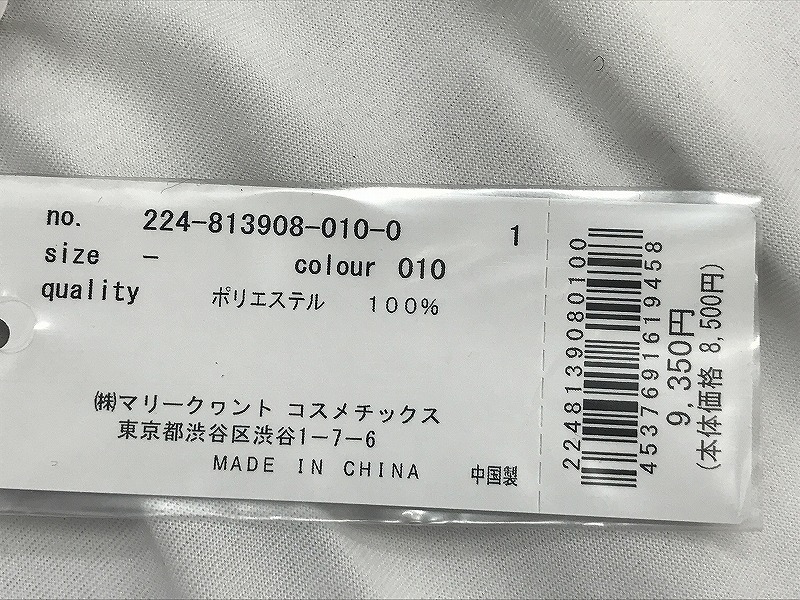 no. 224-813908-010-0 1
size - colour 010
quality ポリエステル 100%
㈱マリークヮント コスメチックス
東京都渋谷区渋谷1-7-6
MADE IN CHINA 中国製
2248139080100
4537691619458
9,350円
(本体価格 8,500円)